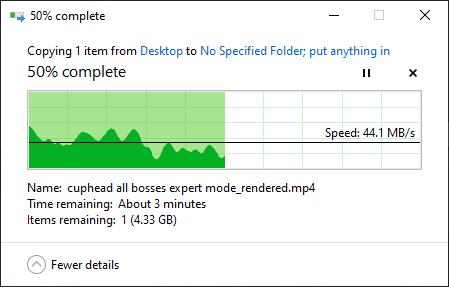 50% complete
Copying 1 item from Desktop to No Specified Folder; put anything in
50% complete
Speed: 44.1 MB/s
Name: cuphead all bosses expert mode_rendered.mp4
Time remaining: About 3 minutes
Items remaining: 1 (4.33 GB)
Fewer details